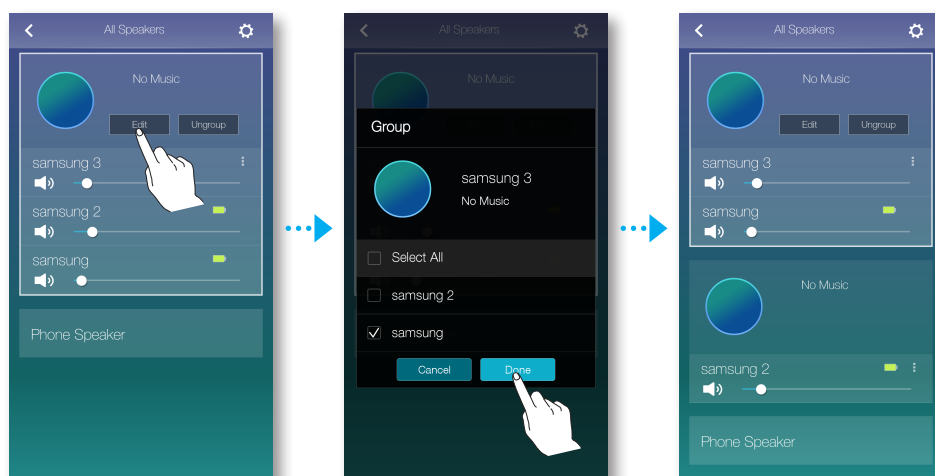 All Speakers
No Music
Edit Ungroup
samsung 3
samsung 2
samsung
Phone Speaker
All Speakers
No Music
Group
samsung 3
No Music
Select All
samsung 2
samsung
Cancel Done
All Speakers
No Music
Edit Ungroup
samsung 3
samsung
No Music
samsung 2
Phone Speaker